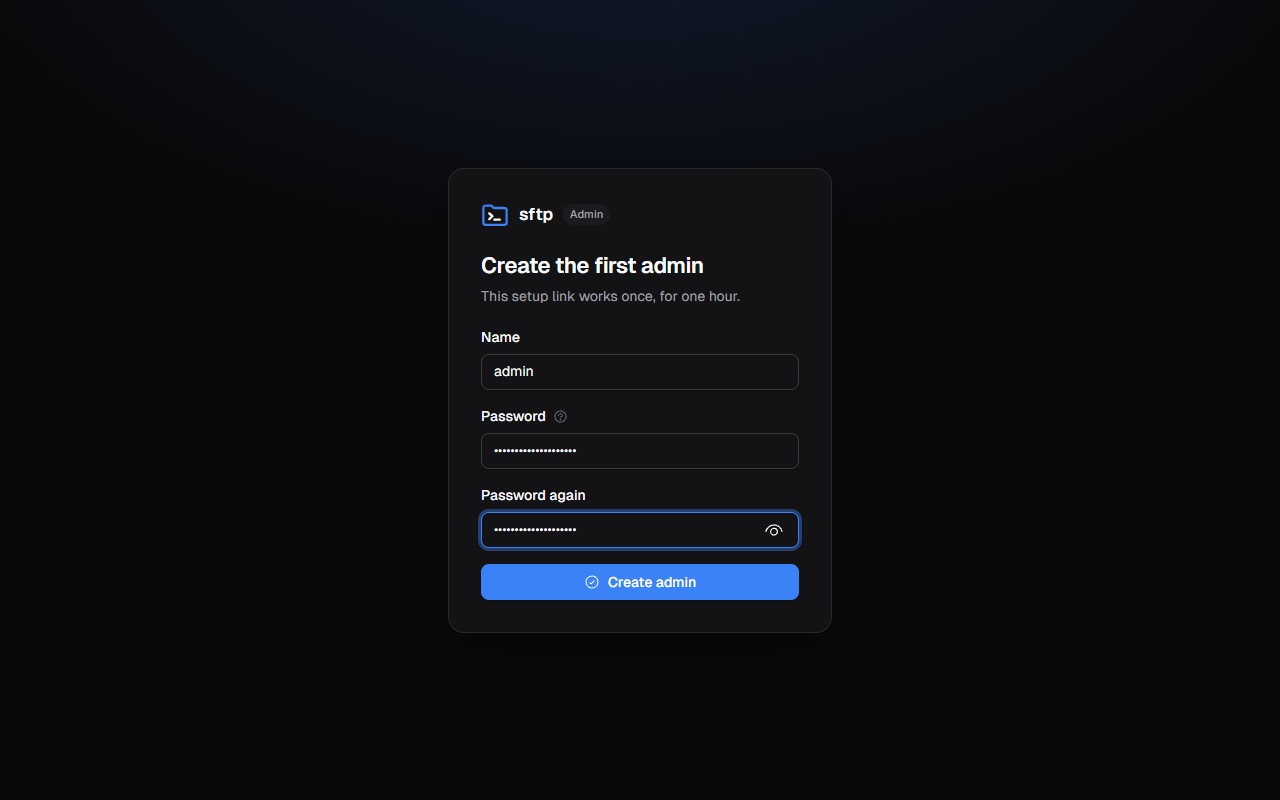 sftp Admin
Create the first admin
This setup link works once, for one hour.
Name
admin
Password
••••••••••••••••••••
Password again
••••••••••••••••••••
Create admin